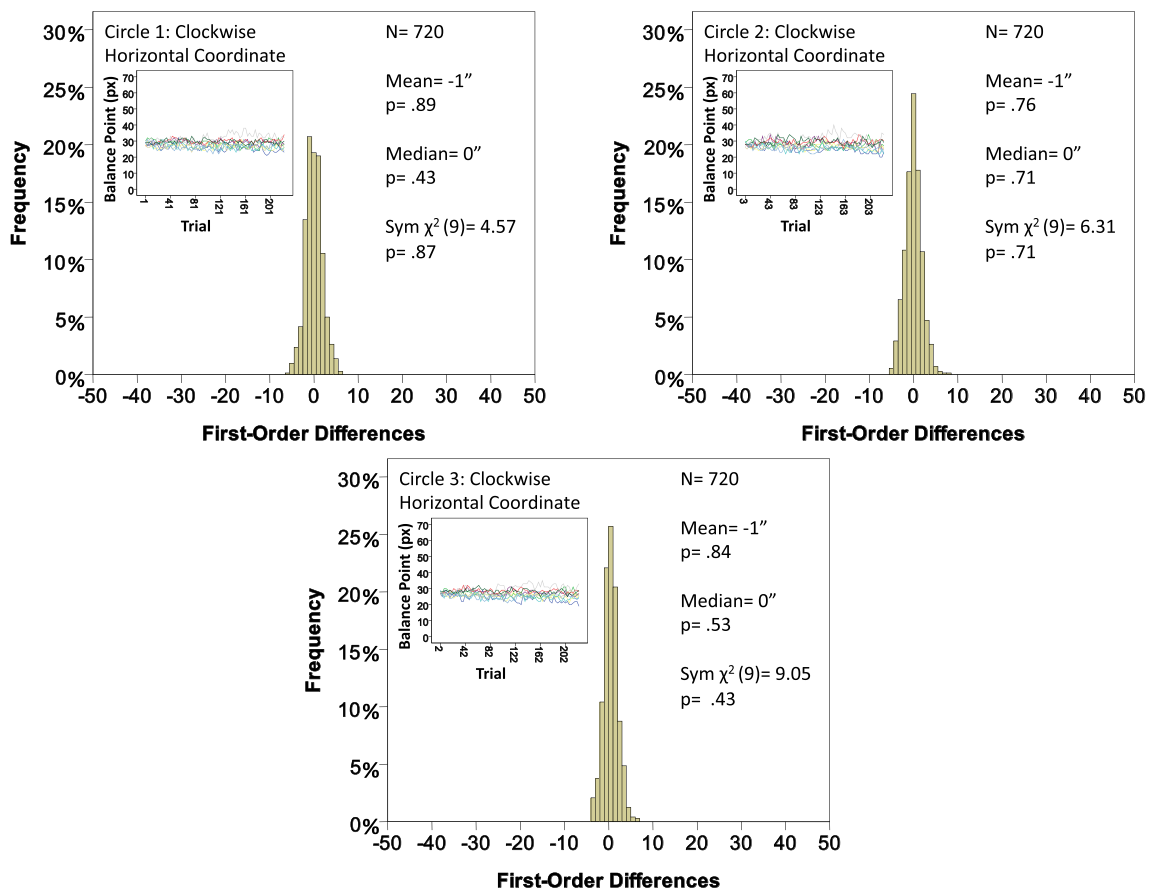 Circle 1: Clockwise
Horizontal Coordinate
N= 720
Mean= -1”
p= .89
Median= 0”
p= .43
Sym χ² (9)= 4.57
p= .87
Frequency
30%
25%
20%
15%
10%
5%
0%
-50 -40 -30 -20 -10 0 10 20 30 40 50
First-Order Differences
Balance Point (px)
70
60
50
40
30
20
10
0
1 41 81 121 161 201
Trial
Circle 2: Clockwise
Horizontal Coordinate
N= 720
Mean= -1”
p= .76
Median= 0”
p= .71
Sym χ² (9)= 6.31
p= .71
Frequency
30%
25%
20%
15%
10%
5%
0%
-50 -40 -30 -20 -10 0 10 20 30 40 50
First-Order Differences
Balance Point (px)
70
60
50
40
30
20
10
0
3 43 83 123 163 203
Trial
Circle 3: Clockwise
Horizontal Coordinate
N= 720
Mean= -1”
p= .84
Median= 0”
p= .53
Sym χ² (9)= 9.05
p= .43
Frequency
30%
25%
20%
15%
10%
5%
0%
-50 -40 -30 -20 -10 0 10 20 30 40 50
First-Order Differences
Balance Point (px)
70
60
50
40
30
20
10
0
2 42 82 122 162 202
Trial